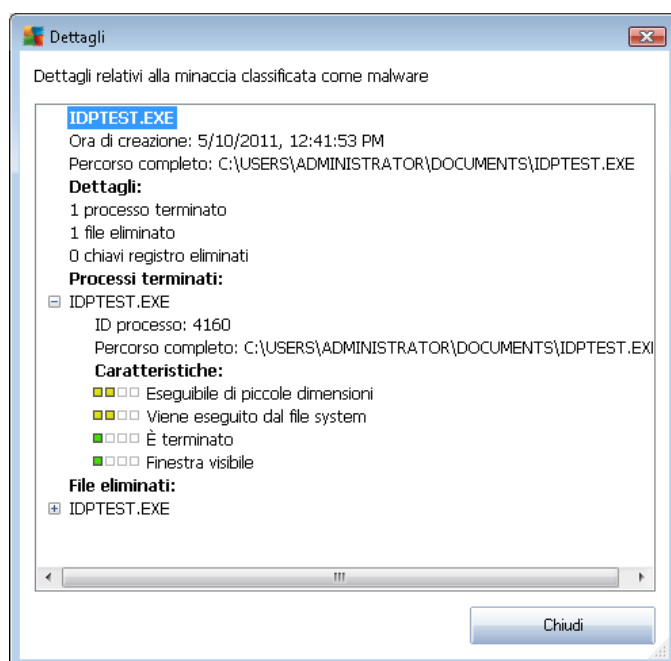 Dettagli
Dettagli relativi alla minaccia classificata come malware
IDPTEST.EXE
Ora di creazione: 5/10/2011, 12:41:53 PM
Percorso completo: C:\USERS\ADMINISTRATOR\DOCUMENTS\IDPTEST.EXE
Dettagli:
1 processo terminato
1 file eliminato
0 chiavi registro eliminati
Processi terminati:
IDPTEST.EXE
ID processo: 4160
Percorso completo: C:\USERS\ADMINISTRATOR\DOCUMENTS\IDPTEST.EXI
Caratteristiche:
Eseguibile di piccole dimensioni
Viene eseguito dal file system
È terminato
Finestra visibile
File eliminati:
IDPTEST.EXE
Chiudi